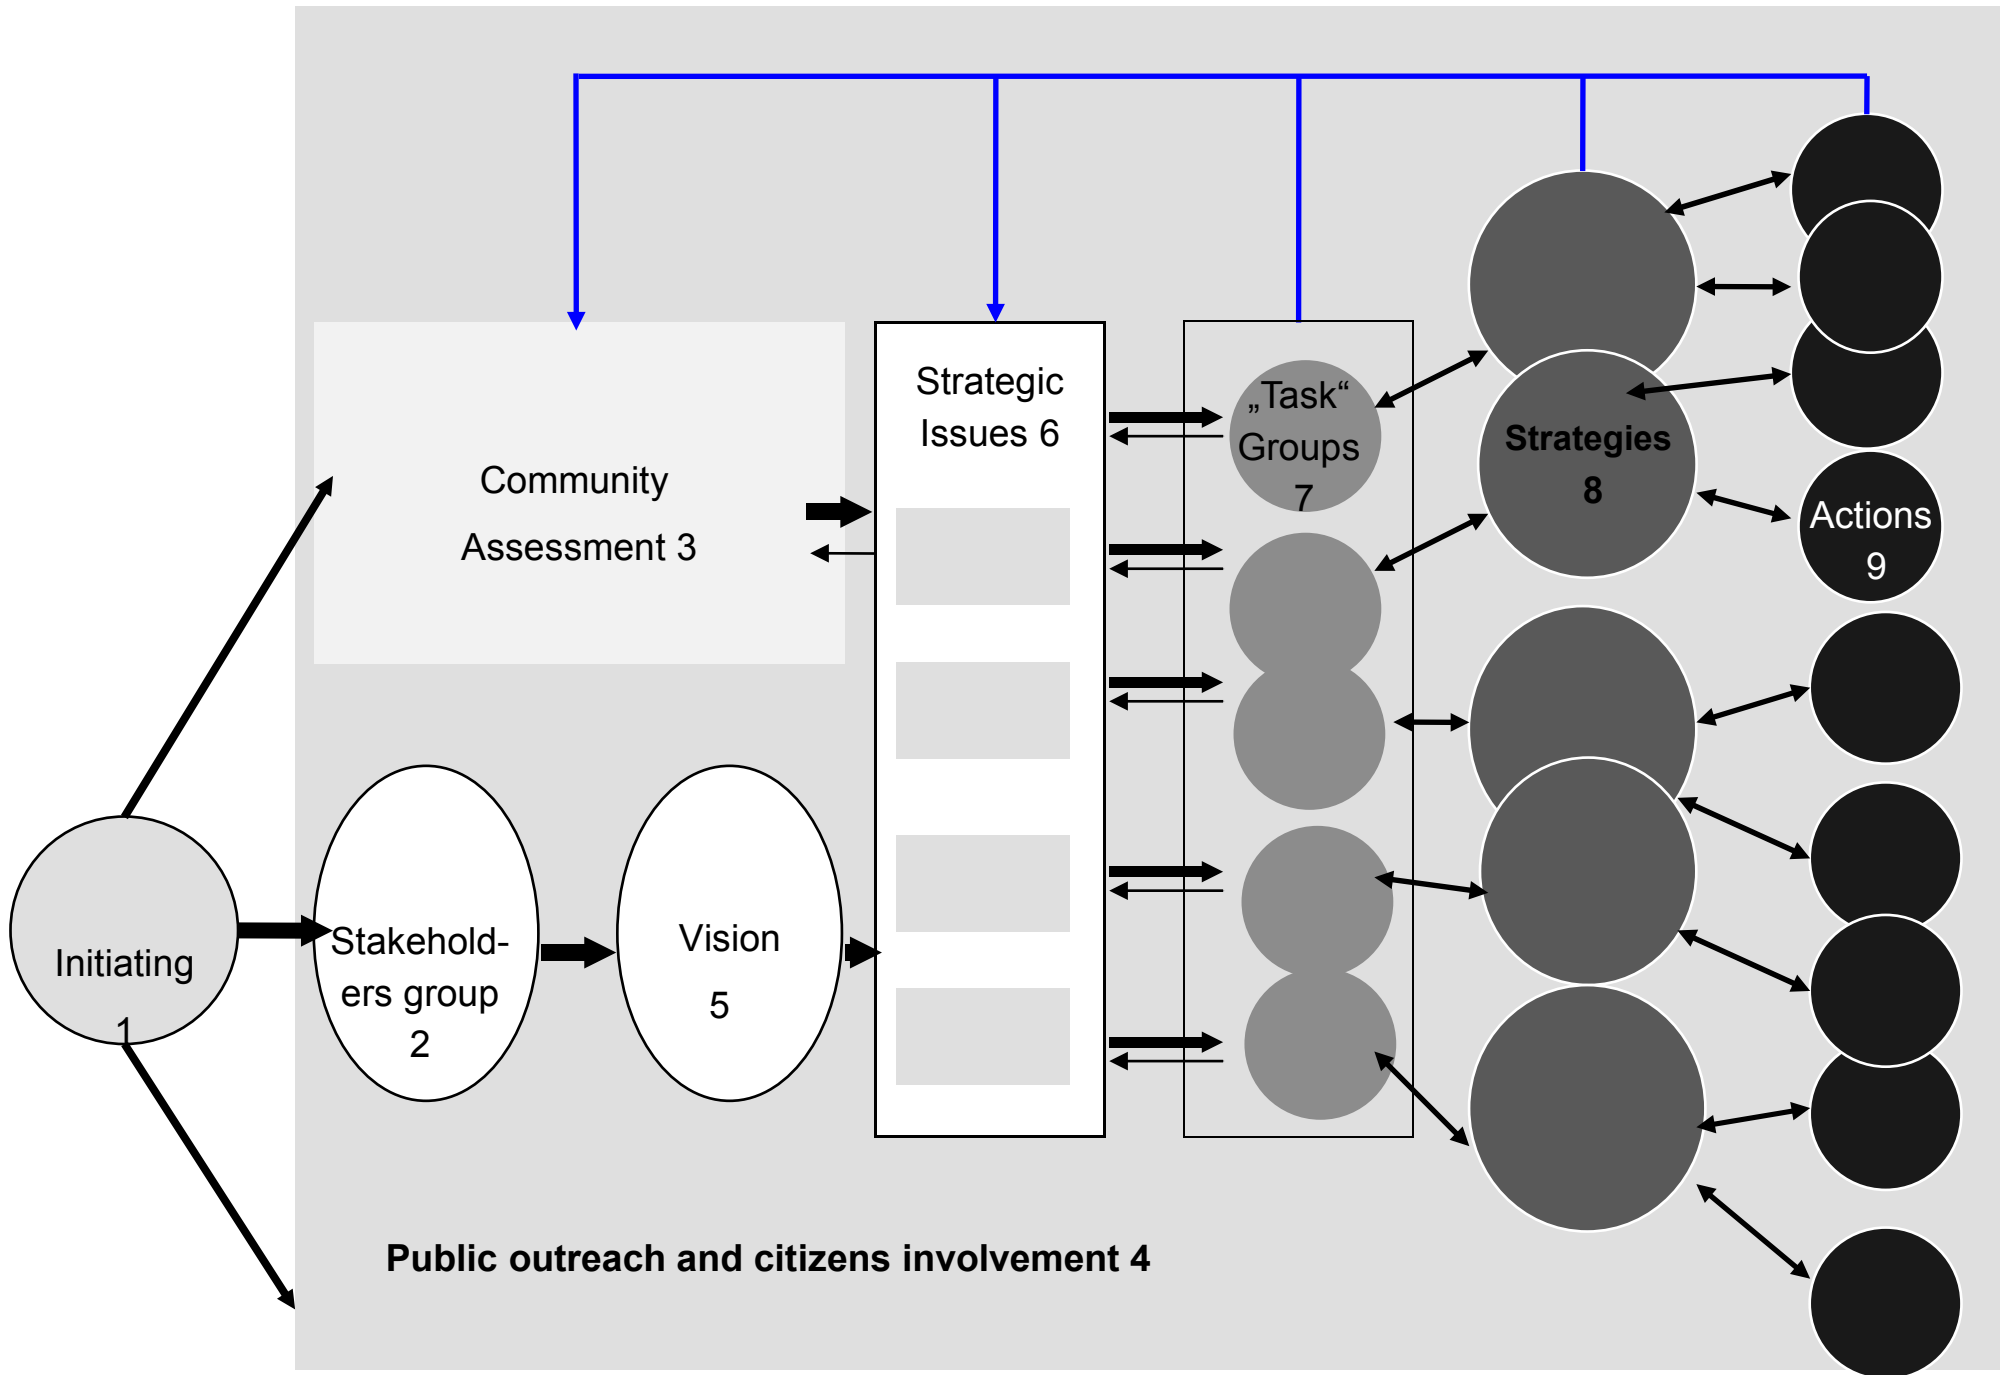 Initiating
1
Community
Assessment 3
Stakehold-
ers group
2
Vision
5
Strategic
Issues 6
„Task“
Groups
7
Strategies
8
Actions
9
Public outreach and citizens involvement 4